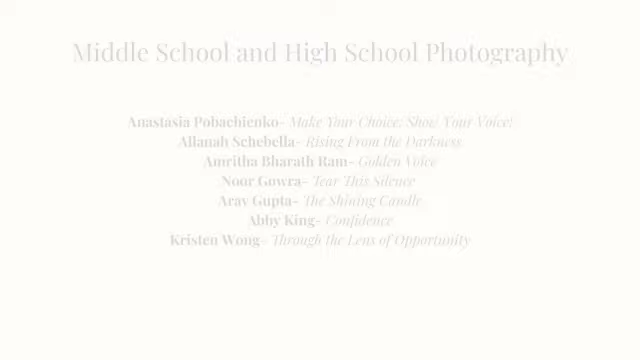 Middle School and High School Photography
Anastasia Pobachienko- Make Your Choice; Show Your Voice!
Allanah Schebella- Rising From the Darkness
Amritha Bharath Ram- Golden Voice
Noor Gowra- Tear This Silence
Arav Gupta- The Shining Candle
Abby King- Confidence
Kristen Wong- Through the Lens of Opportunity